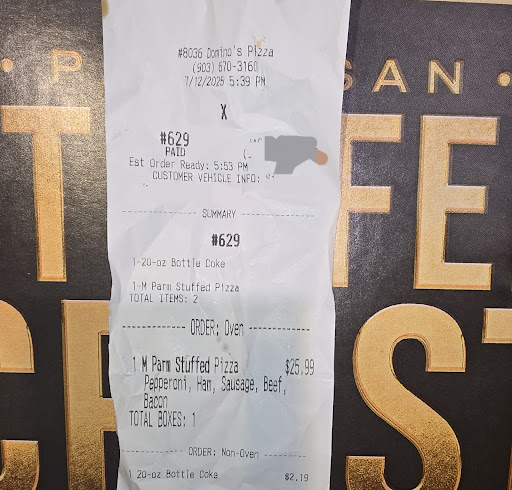 #8036 Domino's Pizza
(903) 670-3160
7/12/2025 5:39 PM
X
#629
PAID
Est Order Ready: 5:53 PM
CUSTOMER VEHICLE INFO:
SUMMARY
#629
1-20-oz Bottle Coke
1-M Parm Stuffed Pizza
TOTAL ITEMS: 2
ORDER: Oven
1 M Parm Stuffed Pizza $25.99
Pepperoni, Ham, Sausage, Beef,
Bacon
TOTAL BOXES: 1
ORDER: Non-Oven
1 20-oz Bottle Coke $2.19
P SAN
T FE
C ST